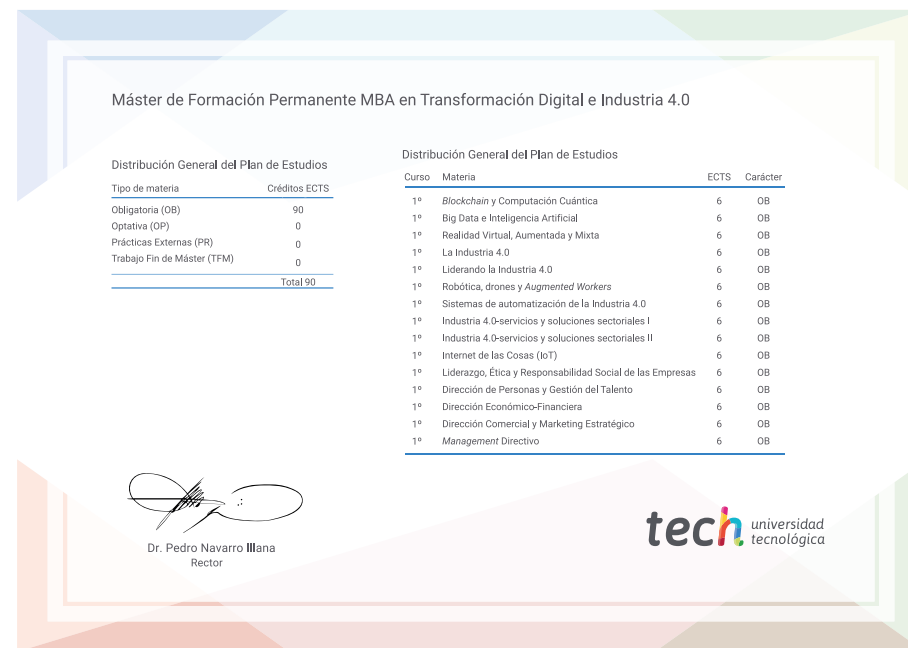 Máster de Formación Permanente MBA en Transformación Digital e Industria 4.0
Distribución General del Plan de Estudios
Tipo de materia Créditos ECTS
Obligatoria (OB) 90
Optativa (OP) 0
Prácticas Externas (PR) 0
Trabajo Fin de Máster (TFM) 0
Total 90
Distribución General del Plan de Estudios
Curso Materia ECTS Carácter
1º Blockchain y Computación Cuántica 6 OB
1º Big Data e Inteligencia Artificial 6 OB
1º Realidad Virtual, Aumentada y Mixta 6 OB
1º La Industria 4.0 6 OB
1º Liderando la Industria 4.0 6 OB
1º Robótica, drones y Augmented Workers 6 OB
1º Sistemas de automatización de la Industria 4.0 6 OB
1º Industria 4.0-servicios y soluciones sectoriales I 6 OB
1º Industria 4.0-servicios y soluciones sectoriales II 6 OB
1º Internet de las Cosas (IoT) 6 OB
1º Liderazgo, Ética y Responsabilidad Social de las Empresas 6 OB
1º Dirección de Personas y Gestión del Talento 6 OB
1º Dirección Económico-Financiera 6 OB
1º Dirección Comercial y Marketing Estratégico 6 OB
1º Management Directivo 6 OB
Dr. Pedro Navarro Illana
Rector
tech universidad
tecnológica